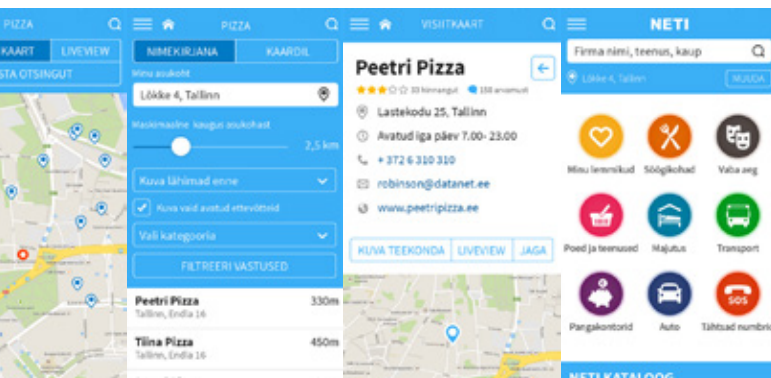 PIZZA
KAART LIVEVIEW
STA OTSINGUT
PIZZA
NIMEKIRJANA KAARDIL
Minu asukoht
Lõkke 4, Tallinn
Maksimaalne kaugus asukohast
2,5 km
Kuva lähimad enne
Kuva vaid avatud ettevõtteid
Vali kategooria
FILTREERI VASTUSED
Peetri Pizza 330m
Tallinn, Endla 16
Tiina Pizza 450m
Tallinn, Endla 16
VISIITKAART
Peetri Pizza
33 hinnangut 158 arvamust
Lastekodu 25, Tallinn
Avatud iga päev 7.00- 23.00
+ 372 6 310 310
robinson@datanet.ee
www.peetripizza.ee
KUVA TEEKONDA LIVEVIEW JAGA
NETI
Firma nimi, teenus, kaup
Lõkke 4, Tallinn MUUDA
Minu lemmikud Söögikohad Vaba aeg
Poed ja teenused Majutus Transport
SOS
Pangakontorid Auto Tähtsad numbrid
NETI KATALOOG